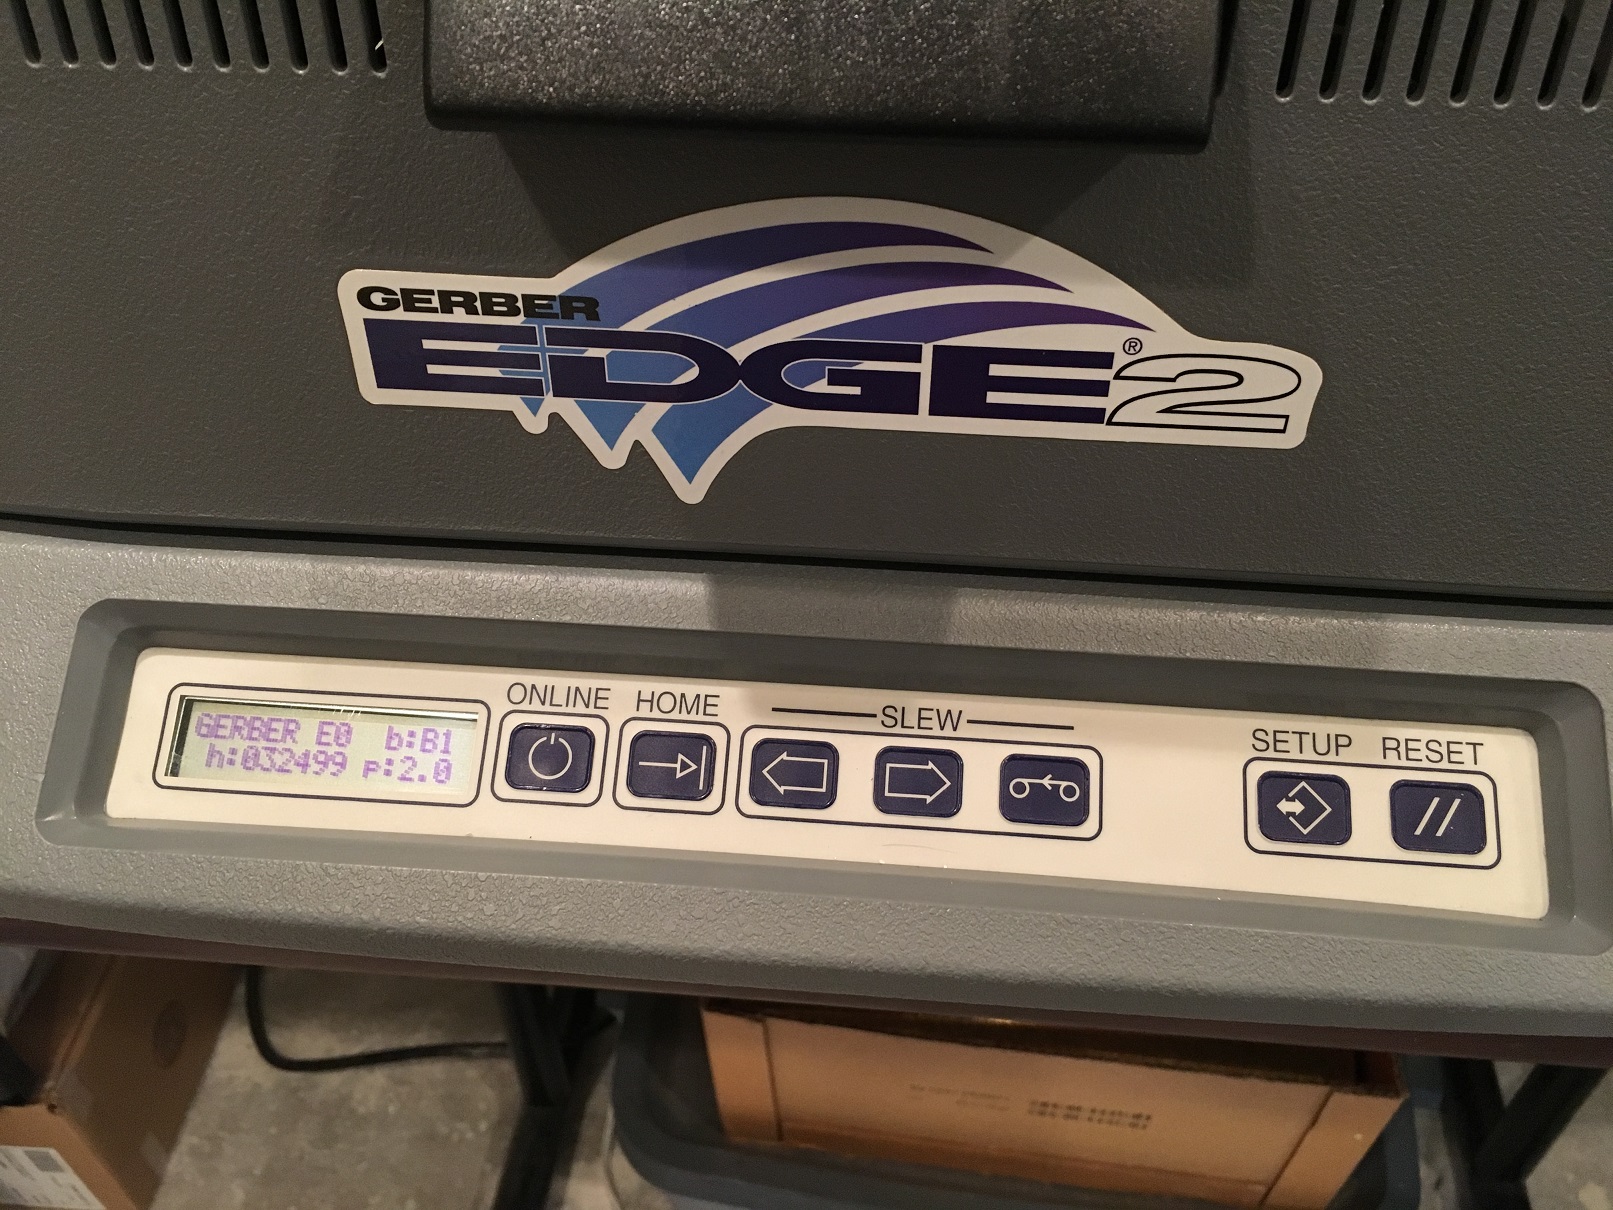 GERBER
EDGE®2
GERBER E0 b:B1
h:032499 p:2.0
ONLINE
HOME
SLEW
SETUP
RESET